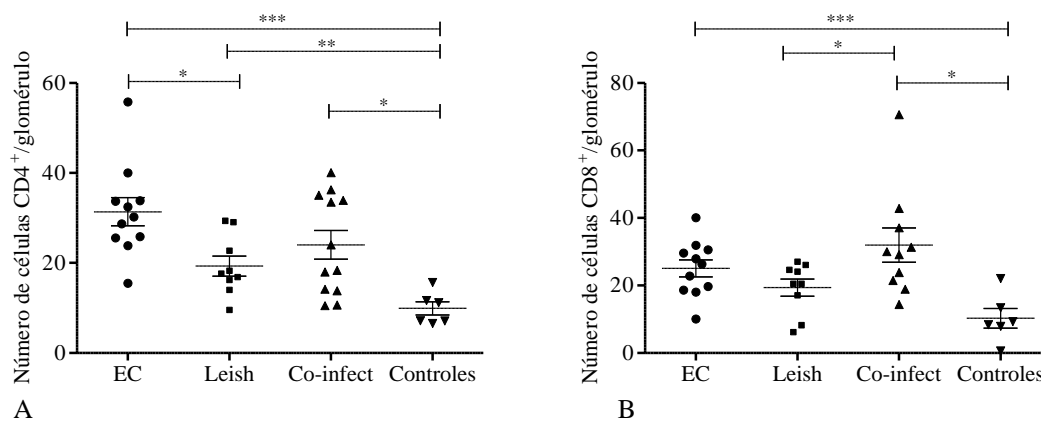 ***
**
*
*
Número de células CD4⁺/glomérulo
60
40
20
0
EC Leish Co-infect Controles
A
***
*
*
Número de células CD8⁺/glomérulo
80
60
40
20
0
EC Leish Co-infect Controles
B